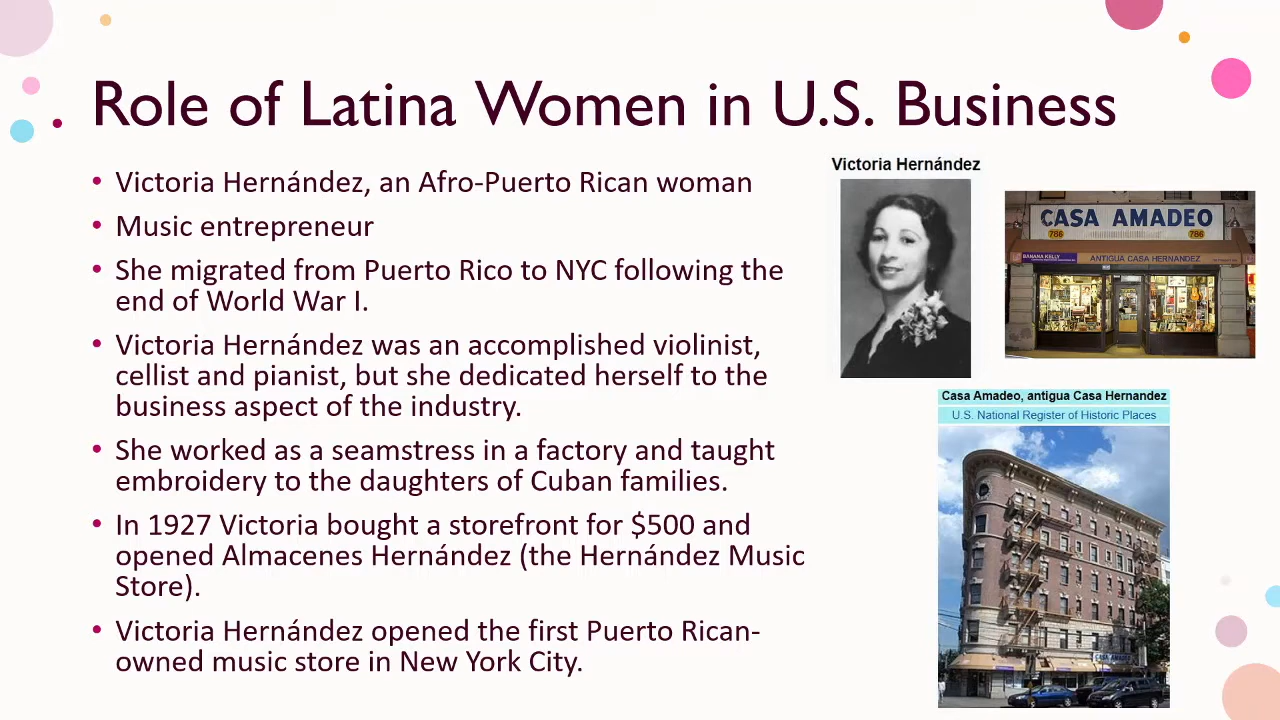 Role of Latina Women in U.S. Business
• Victoria Hernández, an Afro-Puerto Rican woman
• Music entrepreneur
• She migrated from Puerto Rico to NYC following the
end of World War I.
• Victoria Hernández was an accomplished violinist,
cellist and pianist, but she dedicated herself to the
business aspect of the industry.
• She worked as a seamstress in a factory and taught
embroidery to the daughters of Cuban families.
• In 1927 Victoria bought a storefront for $500 and
opened Almacenes Hernández (the Hernández Music
Store).
• Victoria Hernández opened the first Puerto Rican-
owned music store in New York City.
Victoria Hernández
CASA AMADEO
786 786
BANANA KELLY
ANTIGUA CASA HERNANDEZ
Casa Amadeo, antigua Casa Hernandez
U.S. National Register of Historic Places
CASA AMADEO